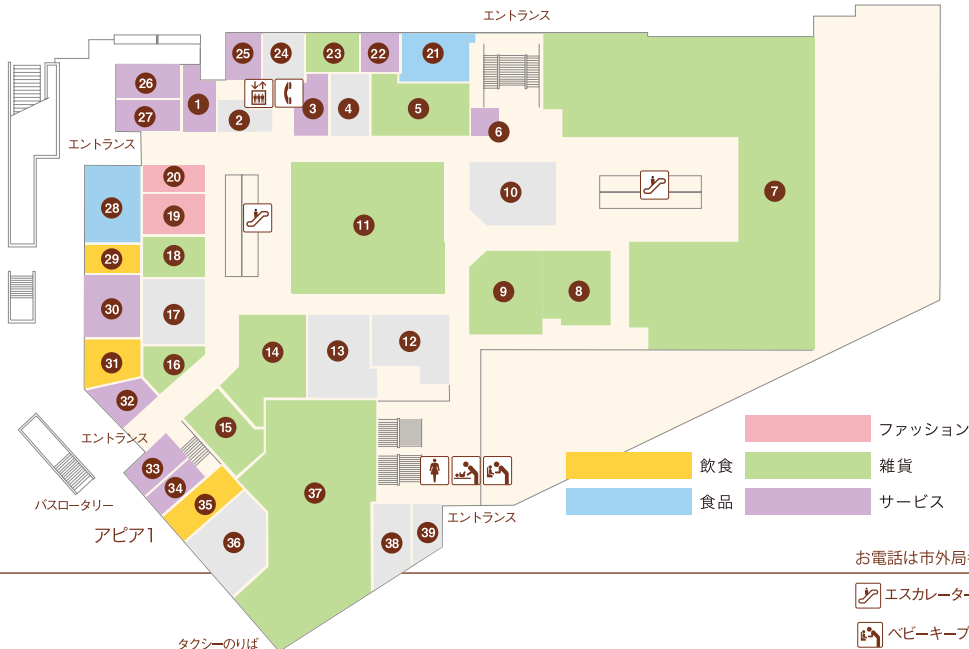 エントランス
25
24
23
22
21
26
1
27
2
3
4
5
6
エントランス
20
28
19
10
7
11
29
18
30
17
9
8
14
13
12
31
16
32
15
エントランス
ファッション
33
飲食
雑貨
34
37
35
食品
サービス
バスロータリー
エントランス
アピア1
36
38
39
お電話は市外局
エスカレーター
ベビーキープ
タクシーのりば